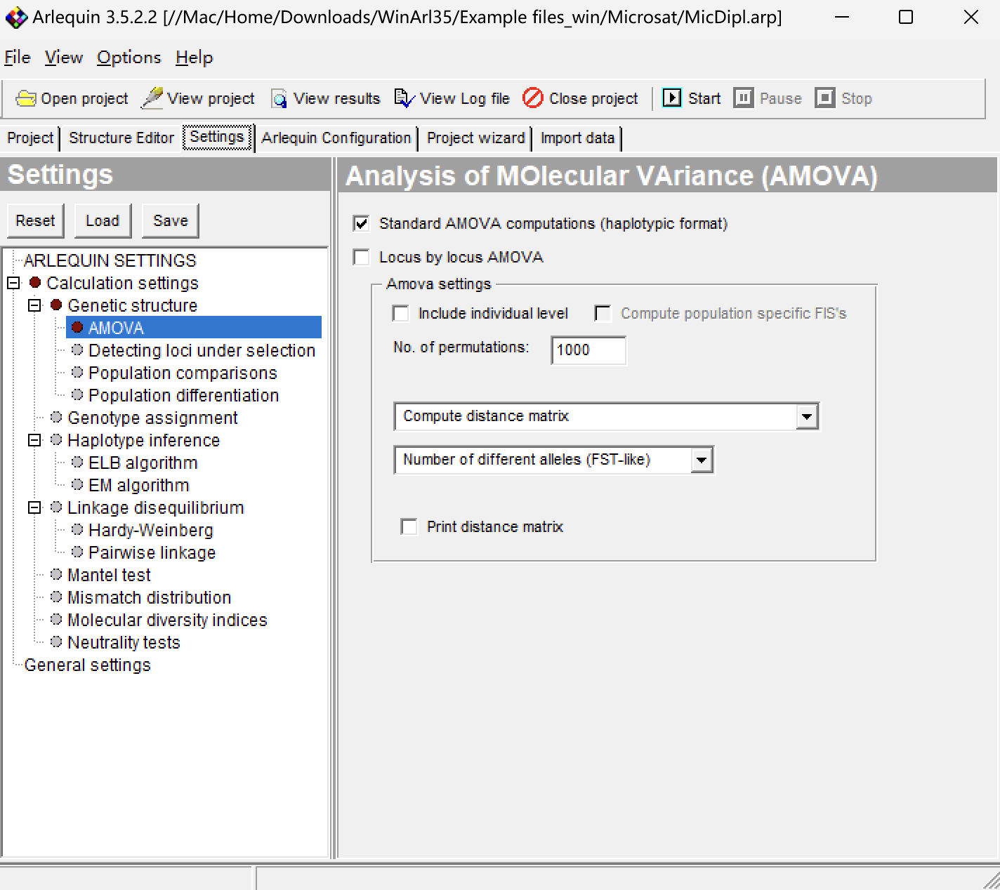 Arlequin 3.5.2.2 [//Mac/Home/Downloads/WinArl35/Example files_win/Microsat/MicDipl.arp]
File View Options Help
Open project View project View results View Log file Close project Start Pause Stop
Project Structure Editor Settings Arlequin Configuration Project wizard Import data
Settings
Reset Load Save
ARLEQUIN SETTINGS
Calculation settings
Genetic structure
AMOVA
Detecting loci under selection
Population comparisons
Population differentiation
Genotype assignment
Haplotype inference
ELB algorithm
EM algorithm
Linkage disequilibrium
Hardy-Weinberg
Pairwise linkage
Mantel test
Mismatch distribution
Molecular diversity indices
Neutrality tests
General settings
Analysis of MOlecular VAriance (AMOVA)
Standard AMOVA computations (haplotypic format)
Locus by locus AMOVA
Amova settings
Include individual level Compute population specific FIS's
No. of permutations: 1000
Compute distance matrix
Number of different alleles (FST-like)
Print distance matrix